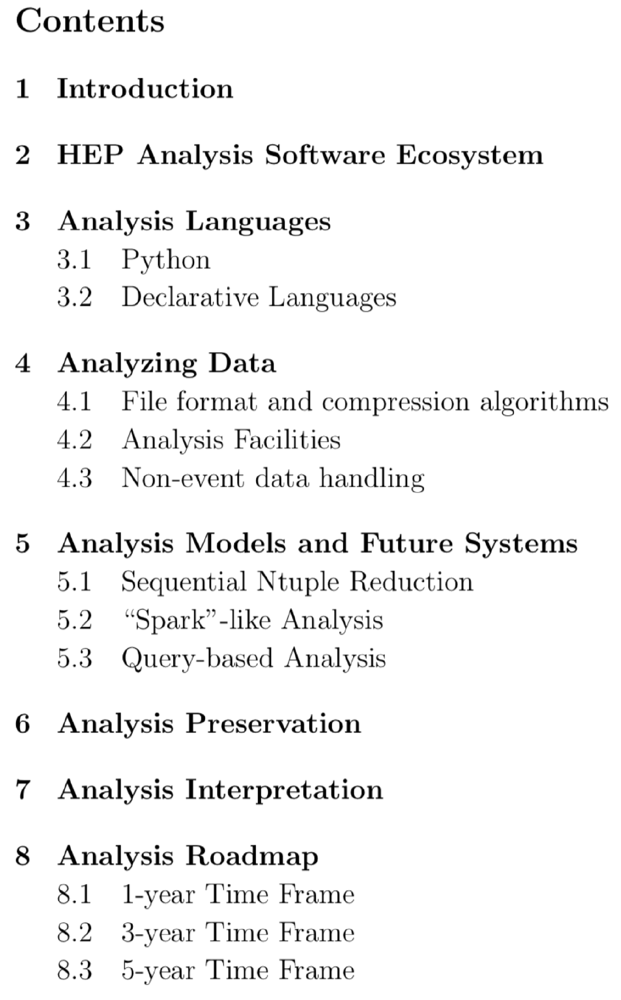 Contents
1 Introduction
2 HEP Analysis Software Ecosystem
3 Analysis Languages
3.1 Python
3.2 Declarative Languages
4 Analyzing Data
4.1 File format and compression algorithms
4.2 Analysis Facilities
4.3 Non-event data handling
5 Analysis Models and Future Systems
5.1 Sequential Ntuple Reduction
5.2 “Spark”-like Analysis
5.3 Query-based Analysis
6 Analysis Preservation
7 Analysis Interpretation
8 Analysis Roadmap
8.1 1-year Time Frame
8.2 3-year Time Frame
8.3 5-year Time Frame